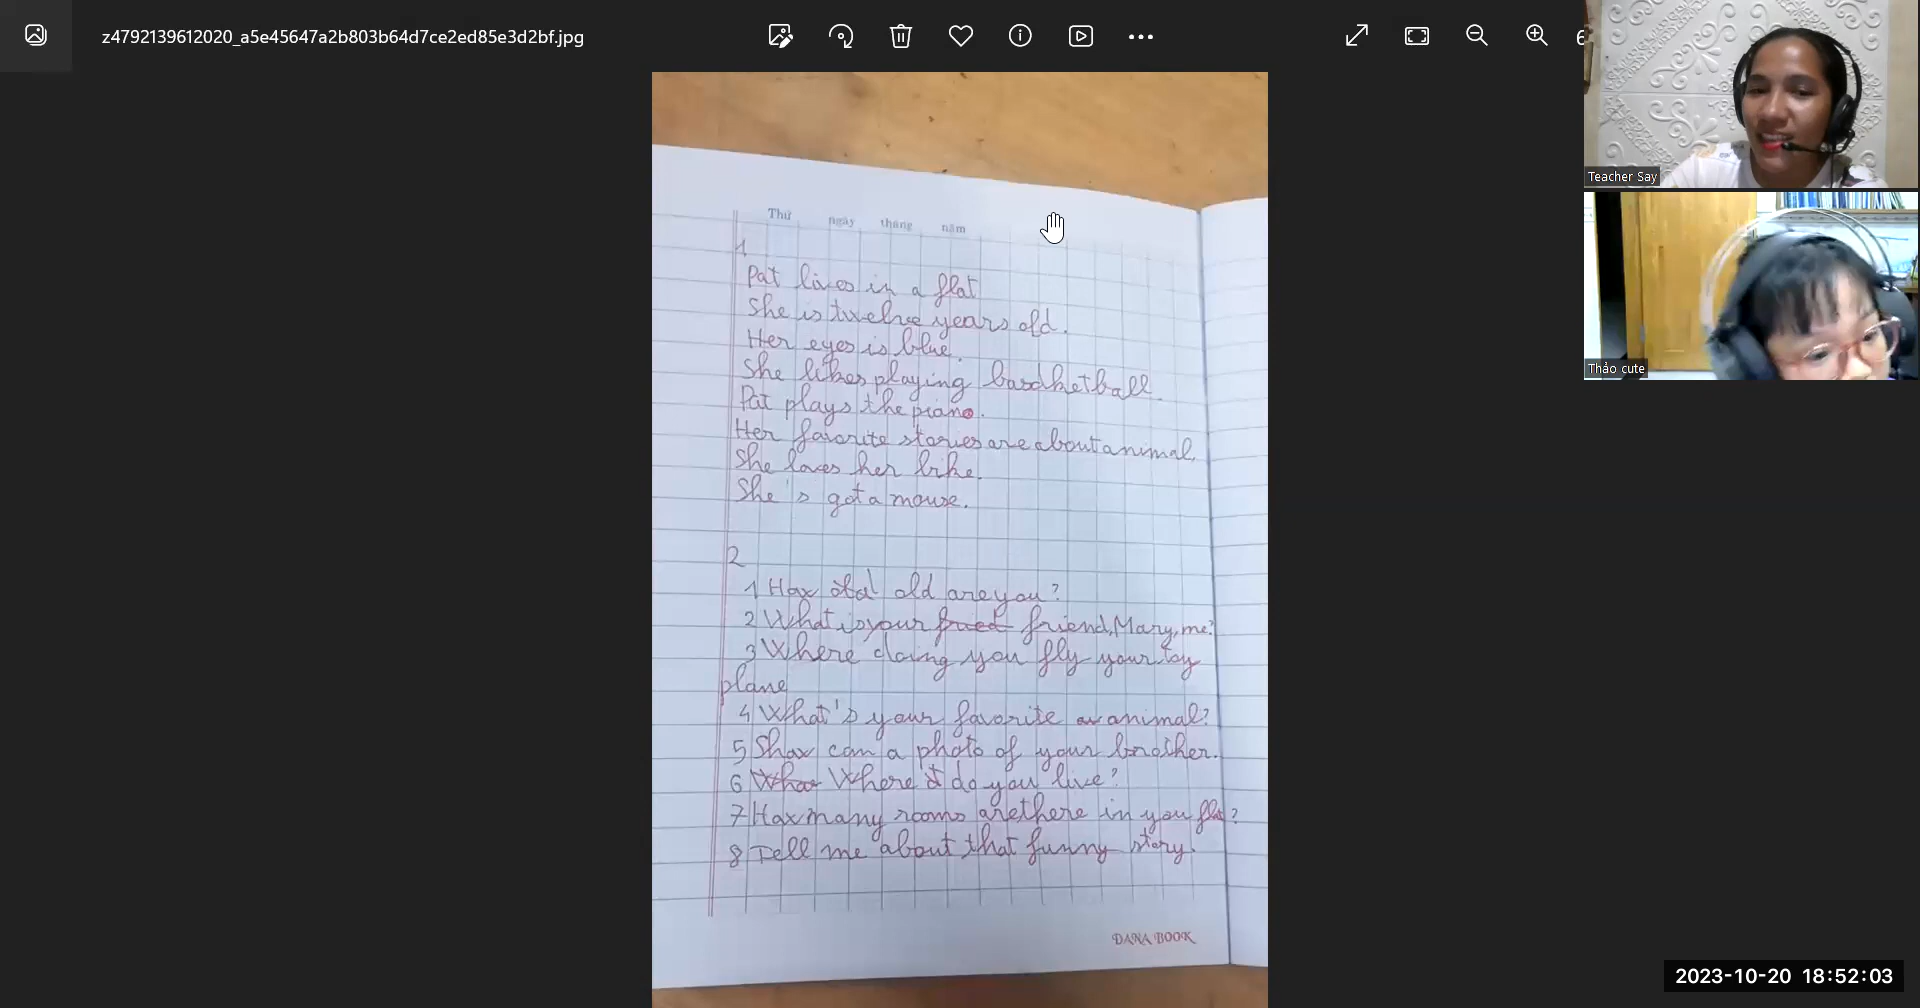 z4792139612020_a5e45647a2b803b64d7ce2ed85e3d2bf.jpg
Teacher Say
Thảo cute
Thứ ngày tháng năm
1
Pat lives in a flat
She is twelve years old.
Her eyes is blue.
She likes playing basdketball.
Pat plays the piano.
Her favorite stories are about animal.
She loves her bike.
She's got a mouse.
2
1 How old are you?
2 What is your friend, Mary, me?
3 Where doing you fly your toy
plane
4 What's your favorite animal?
5 Show can a photo of your brother.
6 Where do you live?
7 How many rooms are there in you flat?
8 Tell me about that funny story.
DANA BOOK
2023-10-20 18:52:03